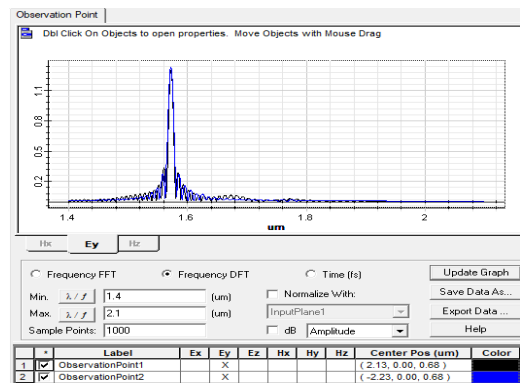 Observation Point
Dbl Click On Objects to open properties. Move Objects with Mouse Drag
1.1
0.8
0.5
0.2
1.4 1.6 1.8 2
um
Hx Ey Hz
Frequency FFT Frequency DFT Time (fs) Update Graph
Min. λ / f 1.4 (um) Normalize With: Save Data As...
Max. λ / f 2.1 (um) InputPlane1 Export Data ...
Sample Points: 1000 dB Amplitude Help
* Label Ex Ey Ez Hx Hy Hz Center Pos (um) Color
1 ObservationPoint1 X ( 2.13, 0.00, 0.68)
2 ObservationPoint2 X ( -2.23, 0.00, 0.68)